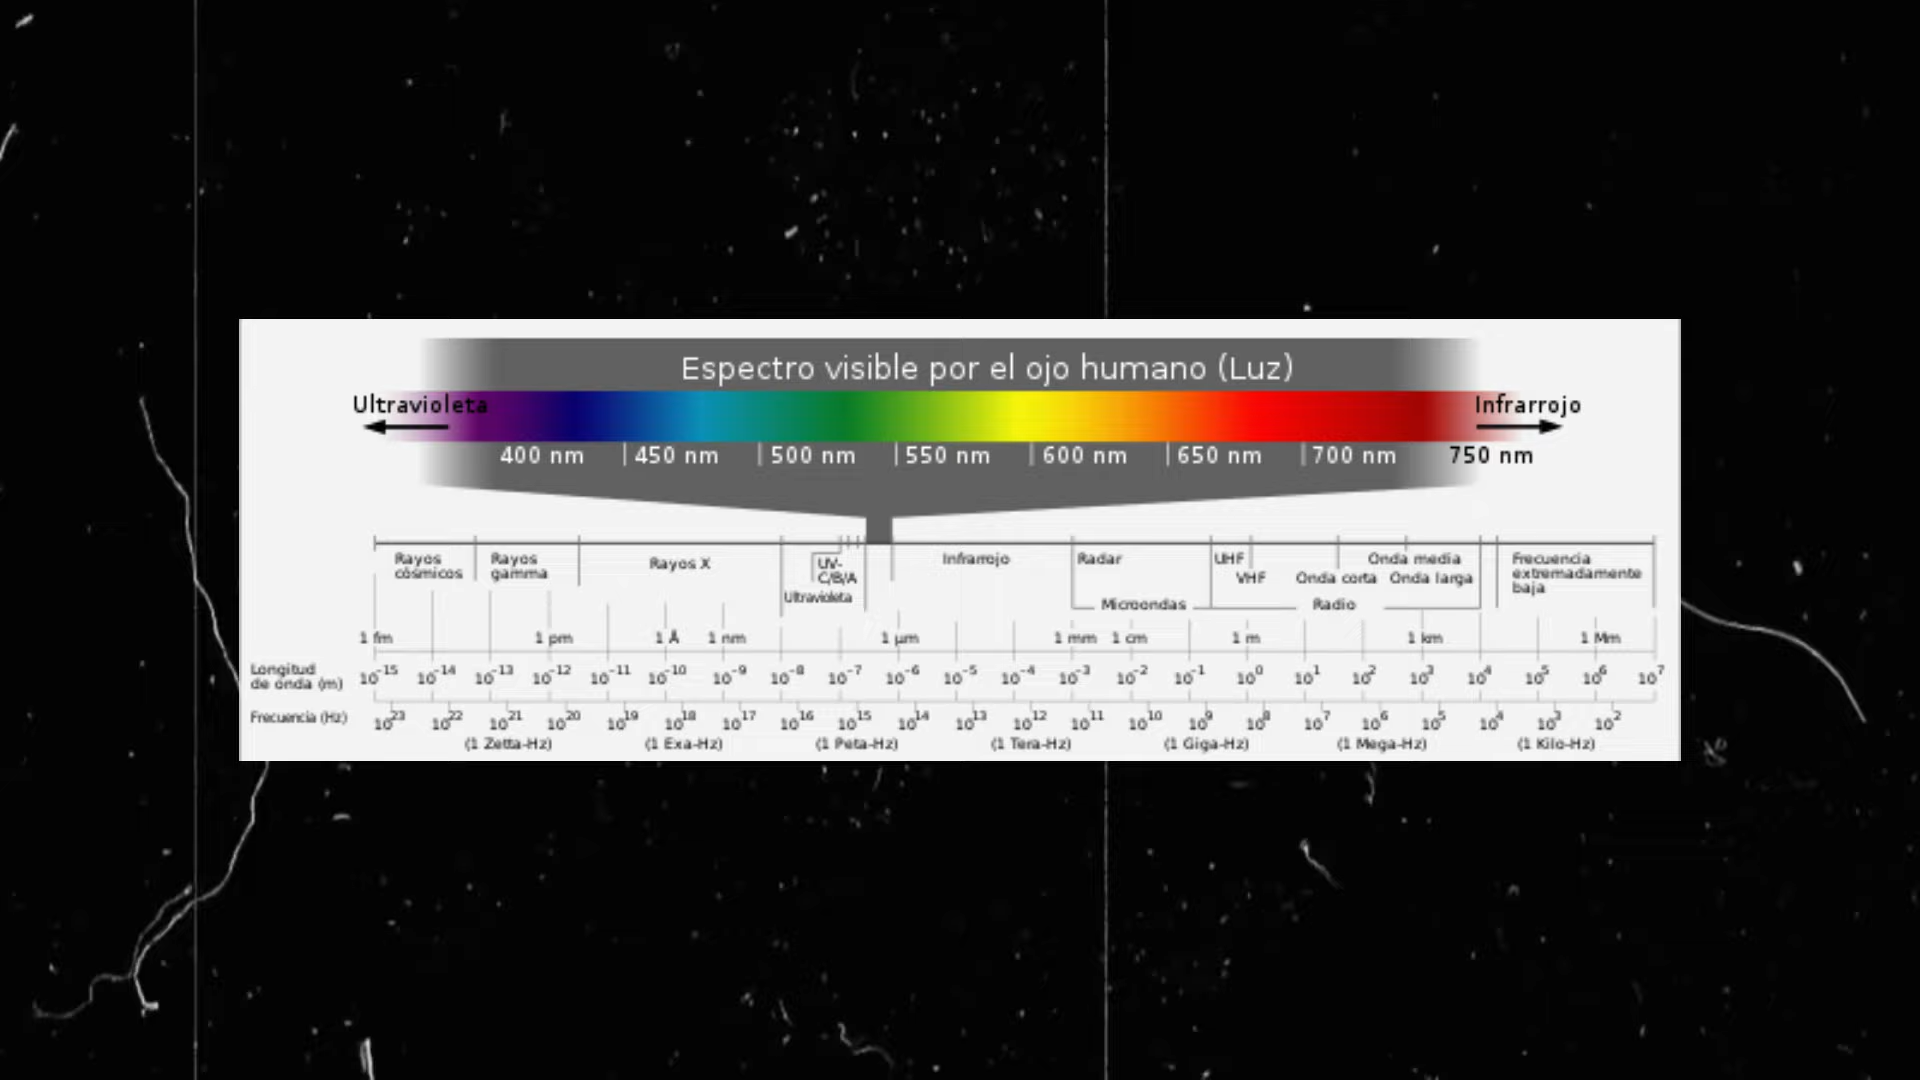 Espectro visible por el ojo humano (Luz)
Ultravioleta
Infrarrojo
400 nm
450 nm
500 nm
550 nm
600 nm
650 nm
700 nm
750 nm
Rayos
cósmicos
Rayos
gamma
Rayos X
UV-
C/B/A
Ultravioleta
Infrarrojo
Radar
Microondas
UHF
VHF
Onda media
Onda corta
Onda larga
Radio
Frecuencia
extremadamente
baja
1 fm
1 pm
1 Å
1 nm
1 µm
1 mm
1 cm
1 m
1 km
1 Mm
Longitud
de onda (m)
10⁻¹⁵ 10⁻¹⁴ 10⁻¹³ 10⁻¹² 10⁻¹¹ 10⁻¹⁰ 10⁻⁹ 10⁻⁸ 10⁻⁷ 10⁻⁶ 10⁻⁵ 10⁻⁴ 10⁻³ 10⁻² 10⁻¹ 10⁰ 10¹ 10² 10³ 10⁴ 10⁵ 10⁶ 10⁷
Frecuencia (Hz)
10²³ 10²² 10²¹ 10²⁰ 10¹⁹ 10¹⁸ 10¹⁷ 10¹⁶ 10¹⁵ 10¹⁴ 10¹³ 10¹² 10¹¹ 10¹⁰ 10⁹ 10⁸ 10⁷ 10⁶ 10⁵ 10⁴ 10³ 10²
(1 Zetta-Hz)
(1 Exa-Hz)
(1 Peta-Hz)
(1 Tera-Hz)
(1 Giga-Hz)
(1 Mega-Hz)
(1 Kilo-Hz)